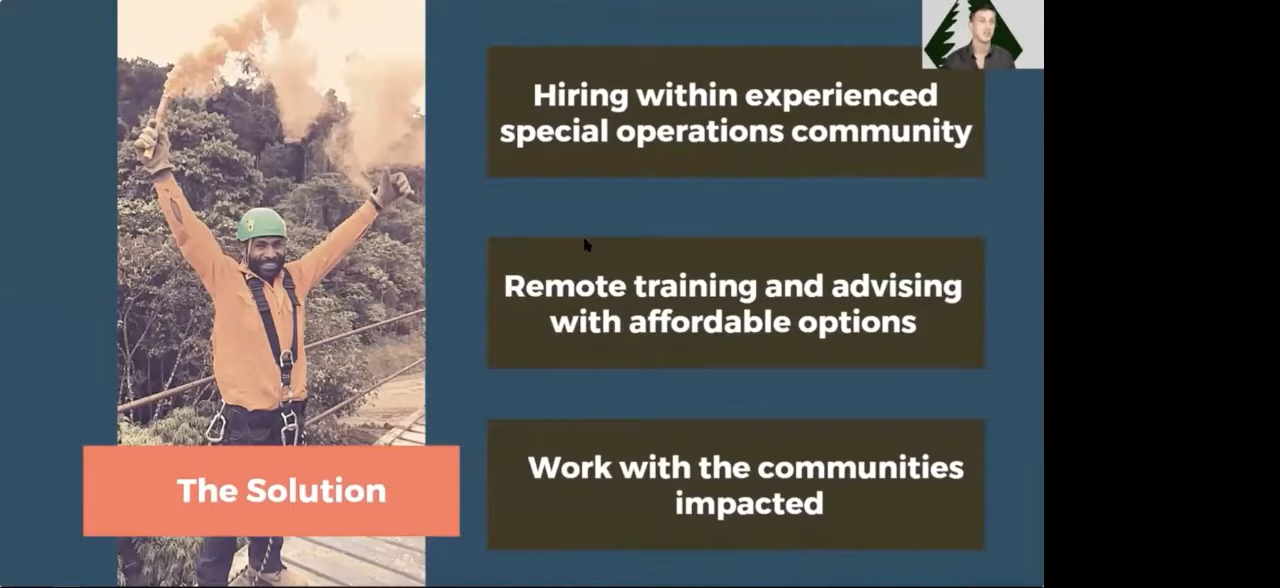 Hiring within experienced
special operations community
Remote training and advising
with affordable options
The Solution
Work with the communities
impacted